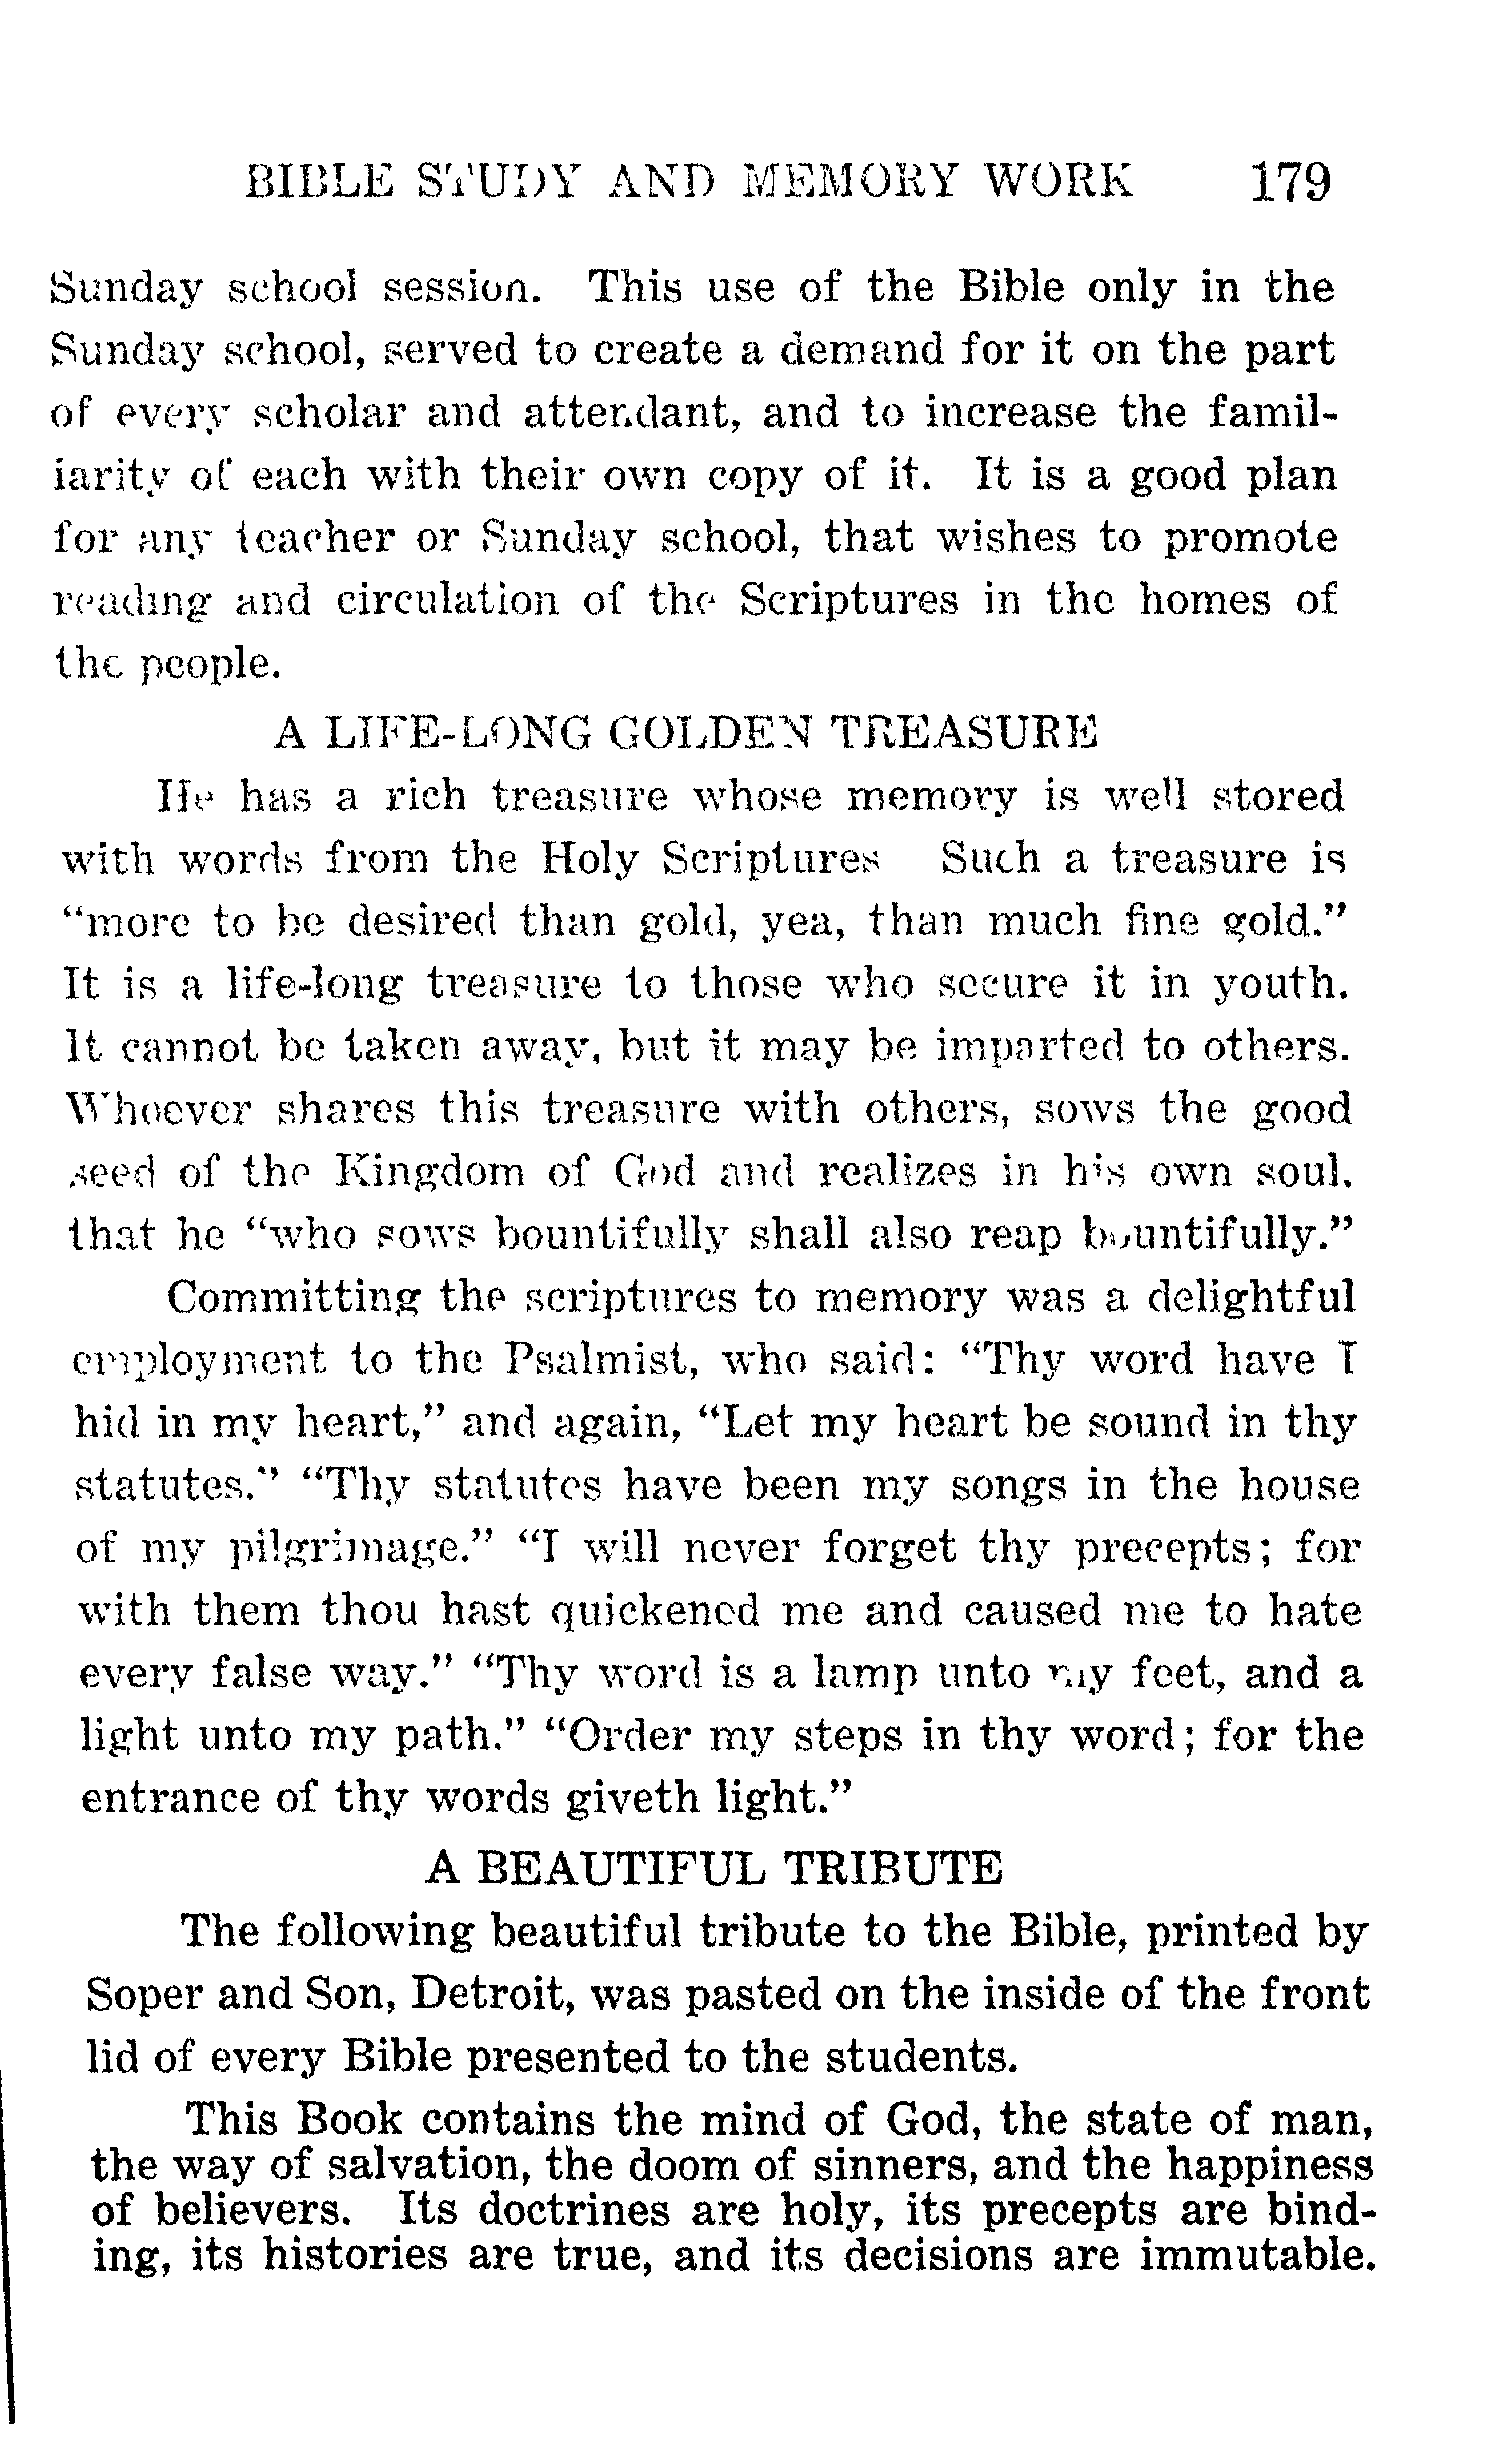 BIBLE STUDY AND MEMORY WORK 179
Sunday school session. This use of the Bible only in the
Sunday school, served to create a demand for it on the part
of every scholar and attendant, and to increase the famil-
iarity of each with their own copy of it. It is a good plan
for any teacher or Sunday school, that wishes to promote
reading and circulation of the Scriptures in the homes of
the people.
A LIFE-LONG GOLDEN TREASURE
He has a rich treasure whose memory is well stored
with words from the Holy Scriptures Such a treasure is
“more to be desired than gold, yea, than much fine gold.”
It is a life-long treasure to those who secure it in youth.
It cannot be taken away, but it may be imparted to others.
Whoever shares this treasure with others, sows the good
seed of the Kingdom of God and realizes in his own soul.
that he “who sows bountifully shall also reap bountifully.”
Committing the scriptures to memory was a delightful
employment to the Psalmist, who said: “Thy word have I
hid in my heart,” and again, “Let my heart be sound in thy
statutes.” “Thy statutes have been my songs in the house
of my pilgrimage.” “I will never forget thy precepts; for
with them thou hast quickened me and caused me to hate
every false way.” “Thy word is a lamp unto my feet, and a
light unto my path.” “Order my steps in thy word; for the
entrance of thy words giveth light.”
A BEAUTIFUL TRIBUTE
The following beautiful tribute to the Bible, printed by
Soper and Son, Detroit, was pasted on the inside of the front
lid of every Bible presented to the students.
This Book contains the mind of God, the state of man,
the way of salvation, the doom of sinners, and the happiness
of believers. Its doctrines are holy, its precepts are bind-
ing, its histories are true, and its decisions are immutable.